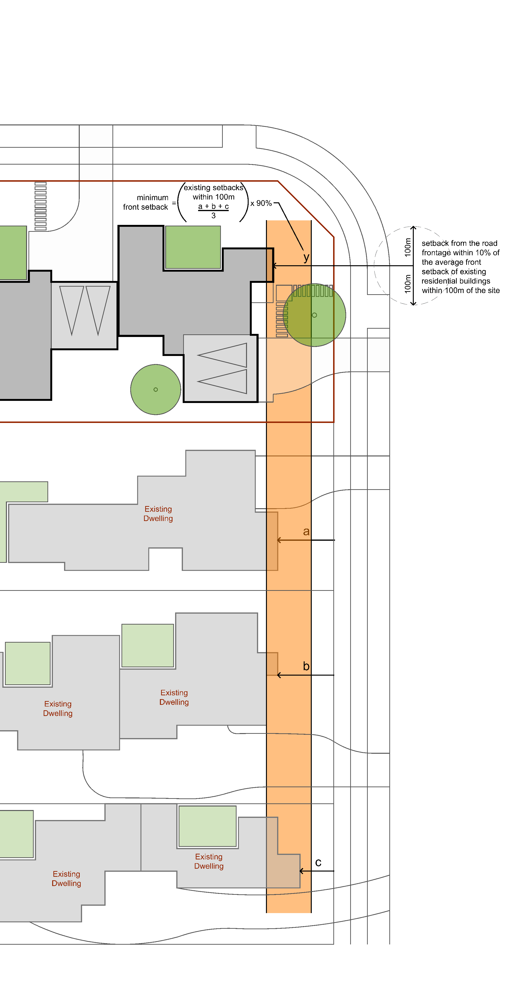 minimum
front setback
=
existing setbacks
within 100m
a + b + c
3
x 90%
y
100m
100m
setback from the road
frontage within 10% of
the average front
setback of existing
residential buildings
within 100m of the site
Existing
Dwelling
a
b
Existing
Dwelling
Existing
Dwelling
c
Existing
Dwelling
Existing
Dwelling